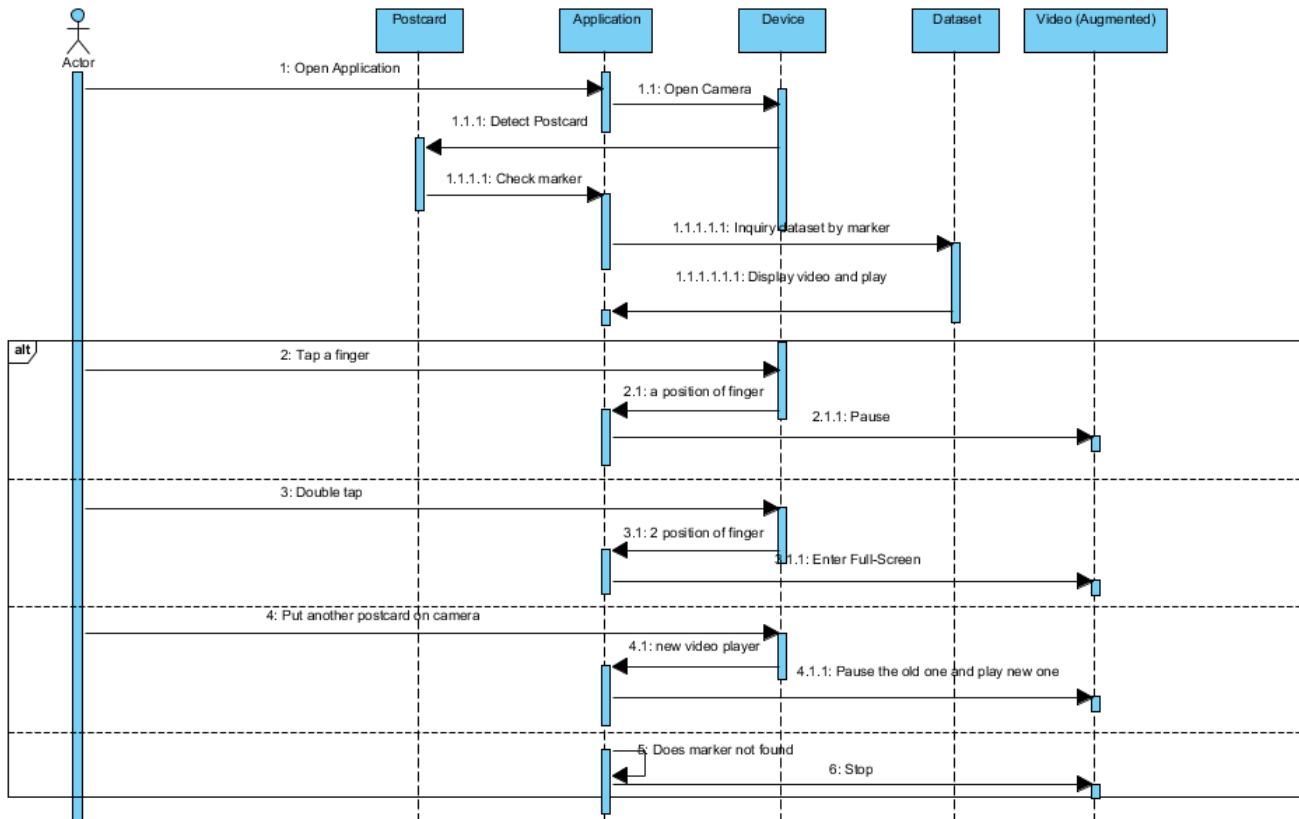 Postcard
Application
Device
Dataset
Video (Augmented)
Actor
1: Open Application
1.1: Open Camera
1.1.1: Detect Postcard
1.1.1.1: Check marker
1.1.1.1.1: Inquiry dataset by marker
1.1.1.1.1.1: Display video and play
alt
2: Tap a finger
2.1: a position of finger
2.1.1: Pause
3: Double tap
3.1: 2 position of finger
3.1.1: Enter Full-Screen
4: Put another postcard on camera
4.1: new video player
4.1.1: Pause the old one and play new one
5: Does marker not found
6: Stop